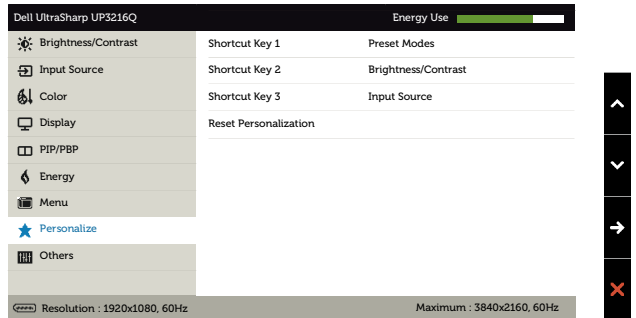 Dell UltraSharp UP3216Q Energy Use
Brightness/Contrast Shortcut Key 1 Preset Modes
Input Source Shortcut Key 2 Brightness/Contrast
Color Shortcut Key 3 Input Source
Display Reset Personalization
PIP/PBP
Energy
Menu
Personalize
Others
Resolution : 1920x1080, 60Hz Maximum : 3840x2160, 60Hz